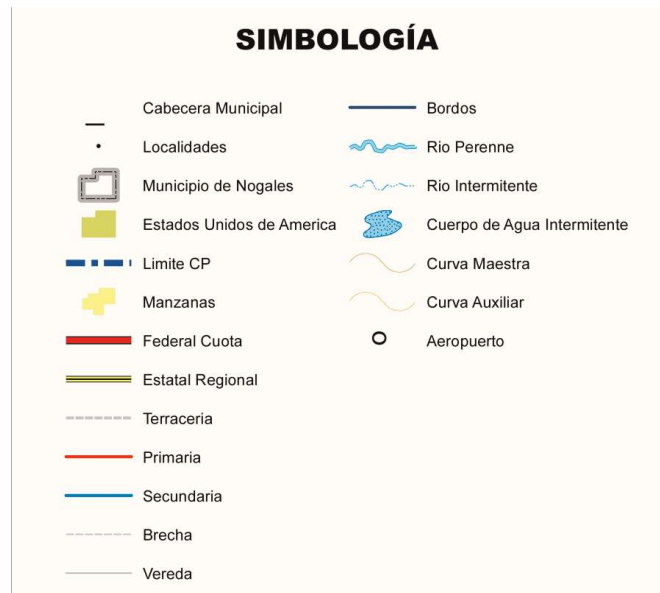 SIMBOLOGÍA
Cabecera Municipal
Localidades
Municipio de Nogales
Estados Unidos de America
Limite CP
Manzanas
Federal Cuota
Estatal Regional
Terraceria
Primaria
Secundaria
Brecha
Vereda
Bordos
Rio Perenne
Rio Intermitente
Cuerpo de Agua Intermitente
Curva Maestra
Curva Auxiliar
Aeropuerto